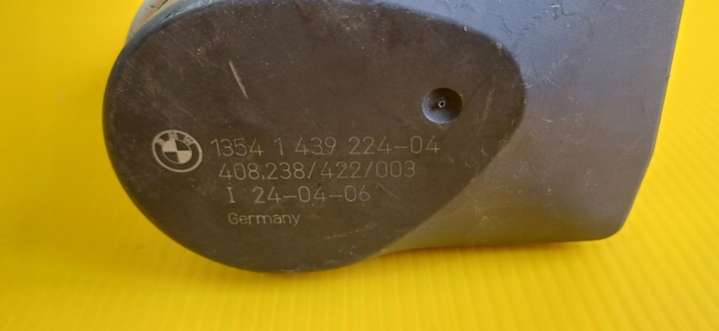 1354 1 439 224-04
408.238/422/003
I 24-04-06
Germany